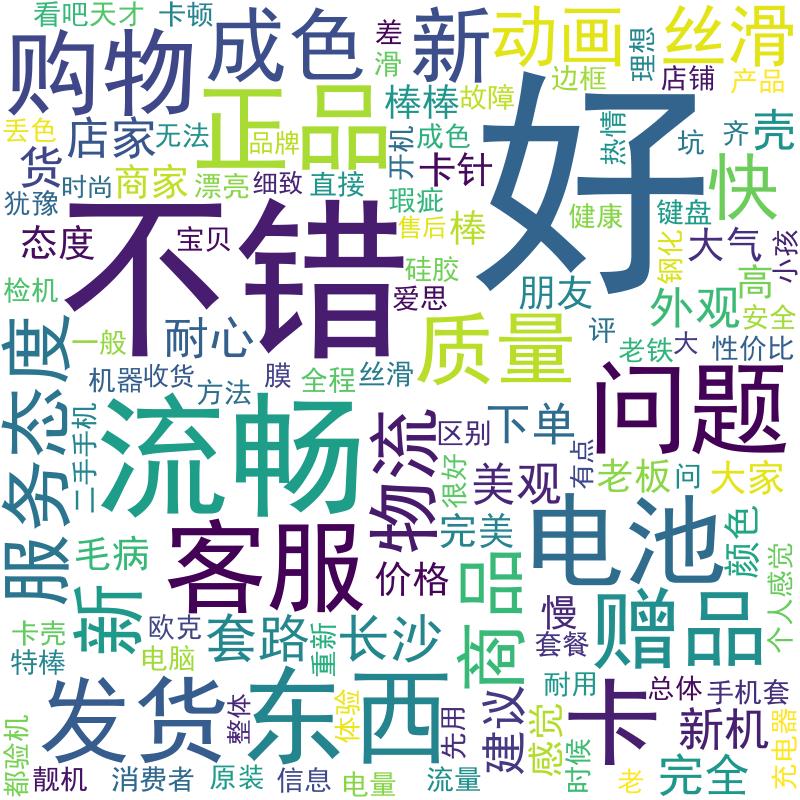 看吧天才
卡顿
购物
成色
差
滑
新
动画
理想
丝滑
边框
店铺
产品
丢色
店家
无法
正品
品牌
棒棒
故障
开机
成色
卡针
好
热情
坑
齐
壳
货
时尚
商家
漂亮
细致
直接
瑕疵
快
犹豫
态度
宝贝
不错
售后
棒
健康
键盘
钢化
大气
小孩
硅胶
爱思
朋友
外观
高
安全
检机
一般
耐心
质量
评
老铁
大
性价比
服务态度
机器
收货
方法
膜
全程
丝滑
问题
二手手机
流畅
物流
区别
下单
有点
很好
美观
老板
问
大家
毛病
客服
价格
完美
电池
颜色
个人感觉
新
卡壳
特棒
欧克
电脑
套路
重新
长沙
商品
慢
套餐
赠品
发货
整体
东西
体验
先用
建议
感觉
耐用
时候
卡
总体
手机套
新机
充电器
都验机
靓机
消费者
原装
信息
电量
流量
老
完全